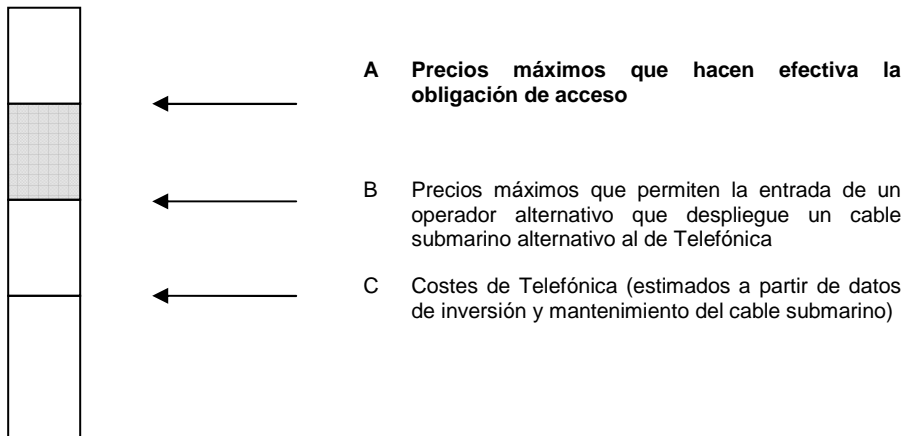 A Precios máximos que hacen efectiva la
obligación de acceso
B Precios máximos que permiten la entrada de un
operador alternativo que despliegue un cable
submarino alternativo al de Telefónica
C Costes de Telefónica (estimados a partir de datos
de inversión y mantenimiento del cable submarino)